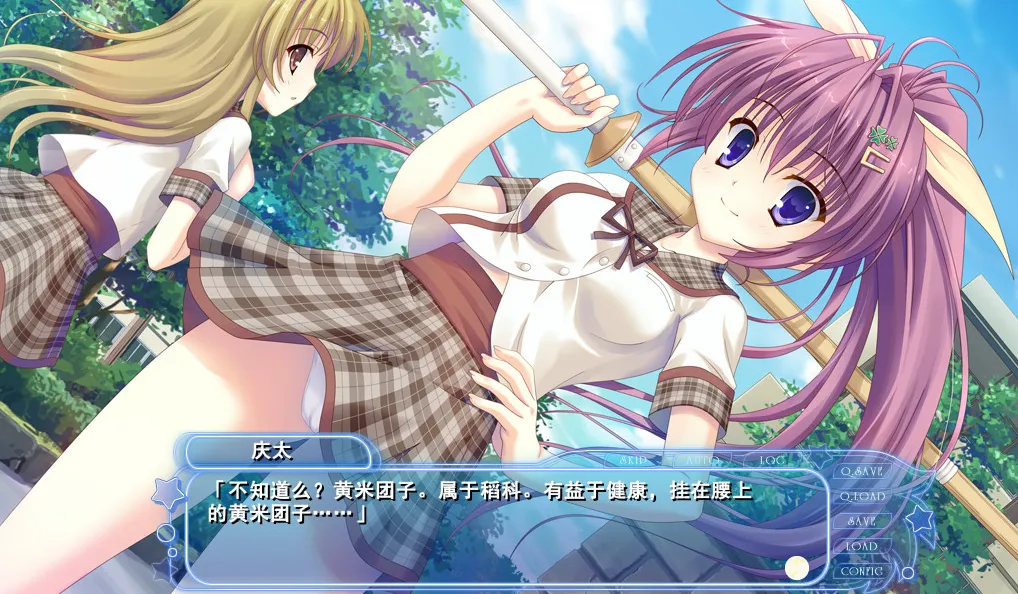 庆太
SKIP AUTO LOG
「不知道么？黄米团子。属于稻科。有益于健康，挂在腰上
的黄米团子……」
Q.SAVE
Q.LOAD
SAVE
LOAD
CONFIG